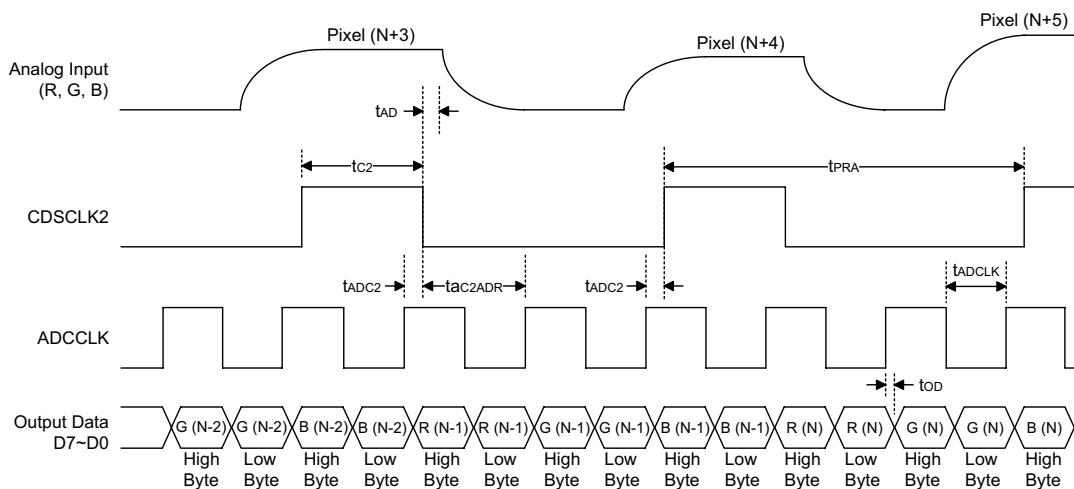 Pixel (N+3)
Pixel (N+4)
Pixel (N+5)
Analog Input
(R, G, B)
tAD
tC2
tPRA
CDSCLK2
tADC2
taC2ADR
tADC2
tADCLK
ADCCLK
tOD
Output Data
D7~D0
G (N-2) G (N-2) B (N-2) B (N-2) R (N-1) R (N-1) G (N-1) G (N-1) B (N-1) B (N-1) R (N) R (N) G (N) G (N) B (N)
High Low High Low High Low High Low High Low High Low High Low High
Byte Byte Byte Byte Byte Byte Byte Byte Byte Byte Byte Byte Byte Byte Byte